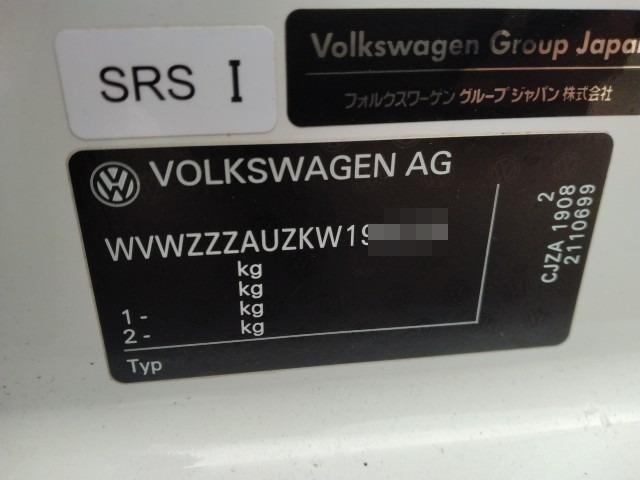 SRS I
Volkswagen Group Japan
フォルクスワーゲン グループ ジャパン 株式会社
VOLKSWAGEN AG
WVWZZZAUZKW19
kg
kg
1 - kg
2 - kg
Typ
2
CJZA 1908
2110699